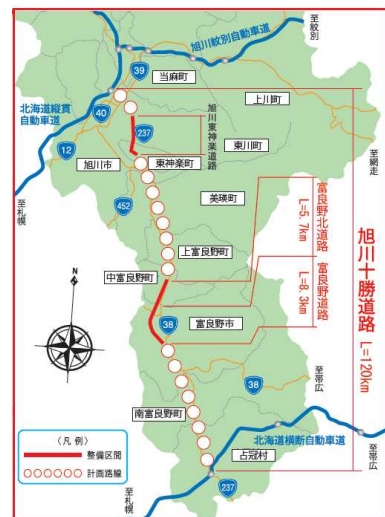 至紋別
旭川紋別自動車道
39
当麻町
上川町
北海道縦貫
自動車道
40
237
旭川東神楽道路
東川町
12
旭川市
東神楽町
至網走
至札幌
452
美瑛町
富良野北道路
L=5.7km
上富良野町
中富良野町
富良野道路
L=8.3km
旭川十勝道路
L=120km
N
38
富良野市
至帯広
38
南富良野町
北海道横断自動車道
至帯広
占冠村
〈凡例〉
整備区間
計画路線
至札幌
237